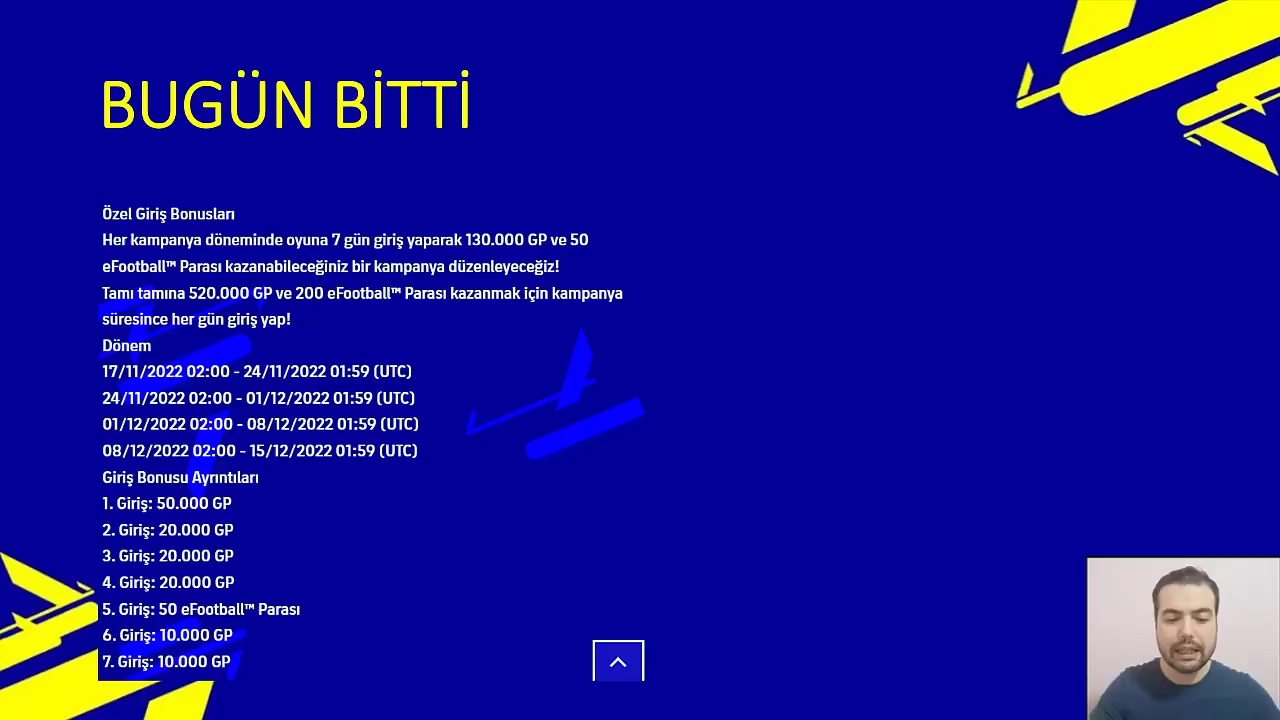 BUGÜN BİTTİ
Özel Giriş Bonusları
Her kampanya döneminde oyuna 7 gün giriş yaparak 130.000 GP ve 50
eFootball™ Parası kazanabileceğiniz bir kampanya düzenleyeceğiz!
Tamı tamına 520.000 GP ve 200 eFootball™ Parası kazanmak için kampanya
süresince her gün giriş yap!
Dönem
17/11/2022 02:00 - 24/11/2022 01:59 (UTC)
24/11/2022 02:00 - 01/12/2022 01:59 (UTC)
01/12/2022 02:00 - 08/12/2022 01:59 (UTC)
08/12/2022 02:00 - 15/12/2022 01:59 (UTC)
Giriş Bonusu Ayrıntıları
1. Giriş: 50.000 GP
2. Giriş: 20.000 GP
3. Giriş: 20.000 GP
4. Giriş: 20.000 GP
5. Giriş: 50 eFootball™ Parası
6. Giriş: 10.000 GP
7. Giriş: 10.000 GP